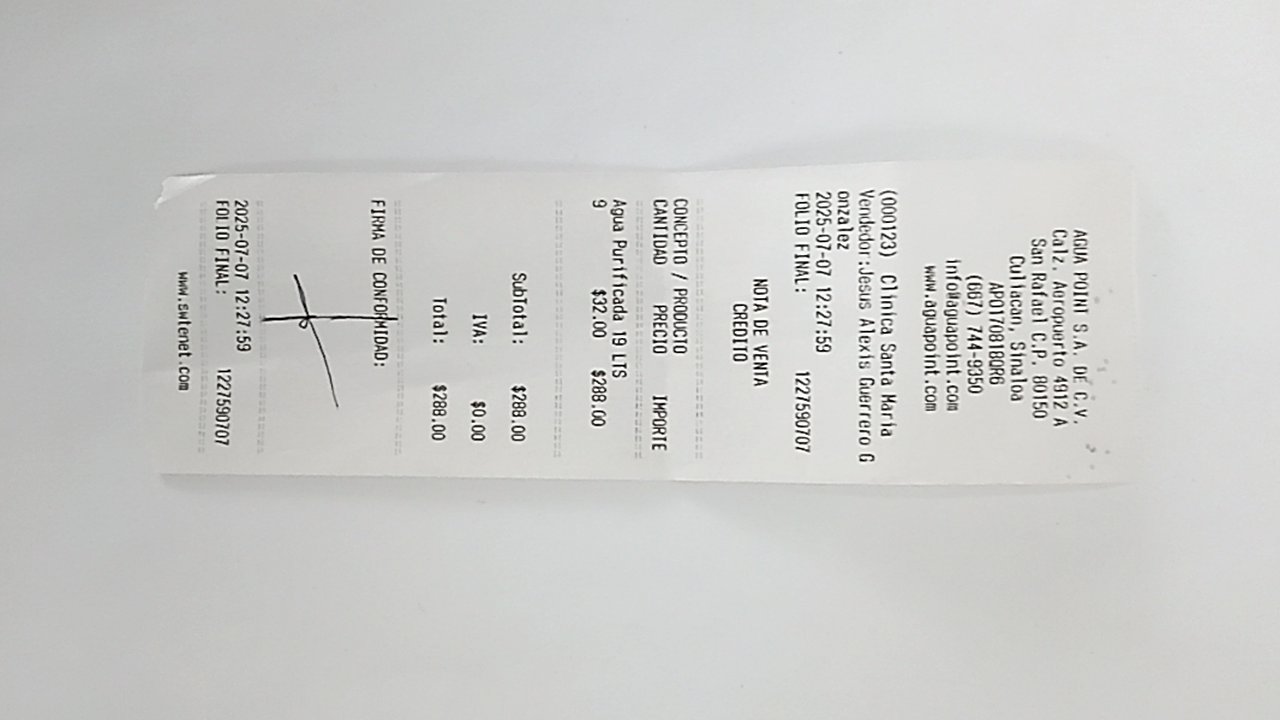 AGUA POINT S.A. DE C.V.
Calz. Aeropuerto 4912 A
San Rafael C.P. 80150
Culiacan, Sinaloa
APO170818QR6
(667) 744-9350
info@aguapoint.com
www.aguapoint.com
(000123) Clinica Santa Maria
Vendedor:Jesus Alexis Guerrero G
onzalez
2025-07-07 12:27:59
FOLIO FINAL: 1227590707
NOTA DE VENTA
CREDITO
CONCEPTO / PRODUCTO
CANTIDAD PRECIO IMPORTE
Agua Purificada 19 LTS
9 $32.00 $288.00
SubTotal: $288.00
IVA: $0.00
Total: $288.00
FIRMA DE CONFORMIDAD:
2025-07-07 12:27:59
FOLIO FINAL: 1227590707
www.swienet.com